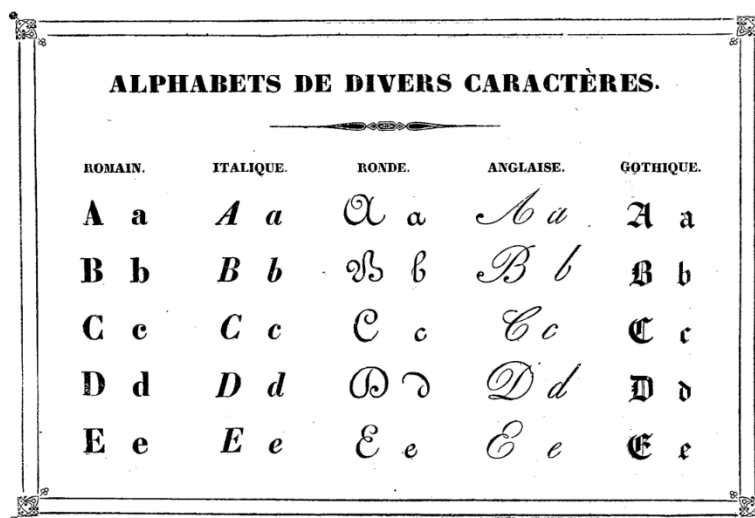 ALPHABETS DE DIVERS CARACTÈRES.
ROMAIN. ITALIQUE. RONDE. ANGLAISE. GOTHIQUE.
A a A a A a A a A a
B b B b B b B b B b
C c C c C c C c C c
D d D d D d D d D d
E e E e E e E e E e